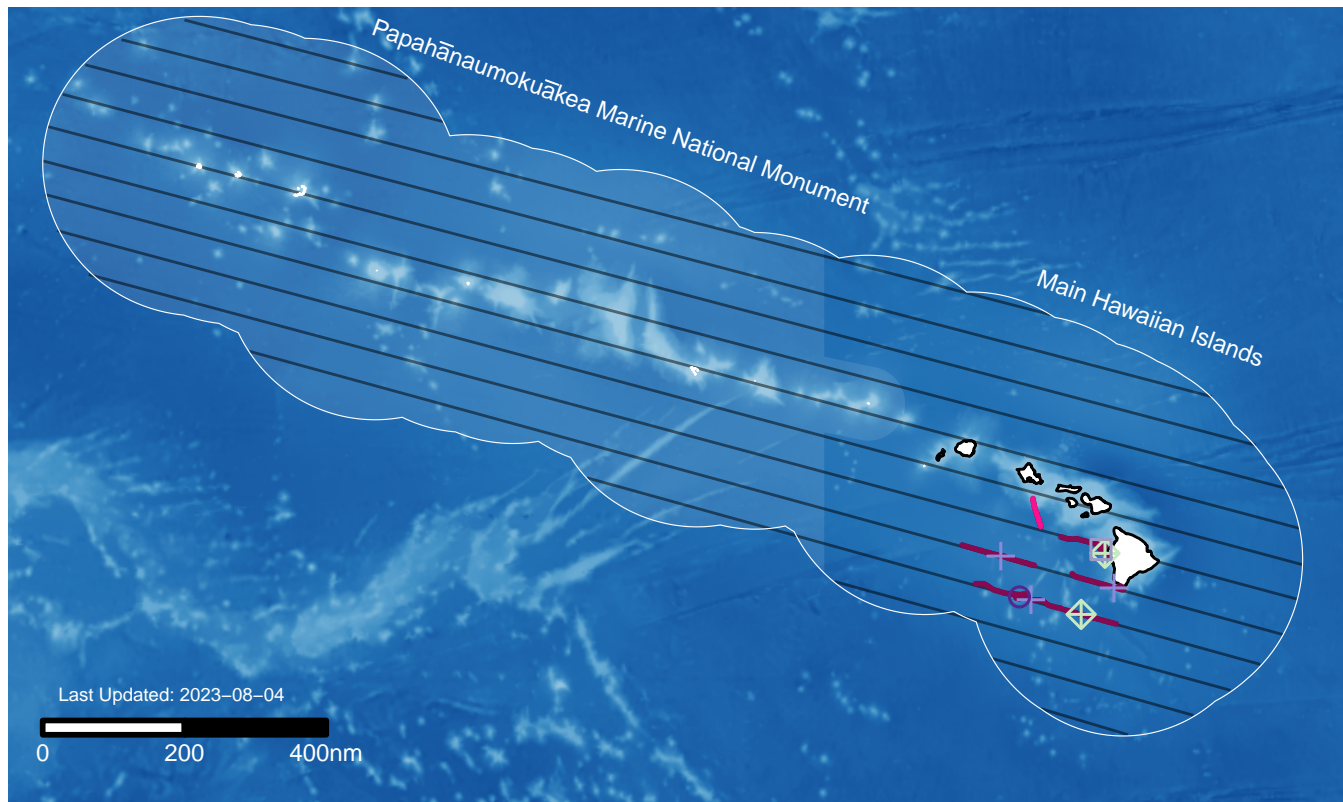 Papahānaumokuākea Marine National Monument
Main Hawaiian Islands
Last Updated: 2023−08−04
0 200 400nm